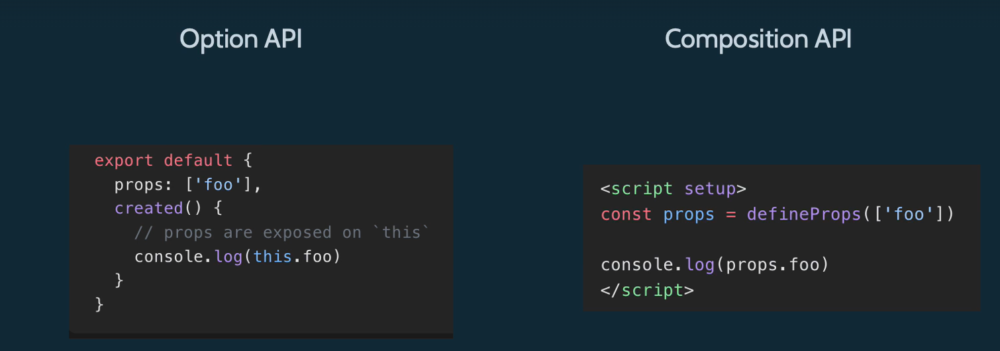 Option API
export default {
  props: ['foo'],
  created() {
    // props are exposed on `this`
    console.log(this.foo)
  }
}
Composition API
<script setup>
const props = defineProps(['foo'])

console.log(props.foo)
</script>